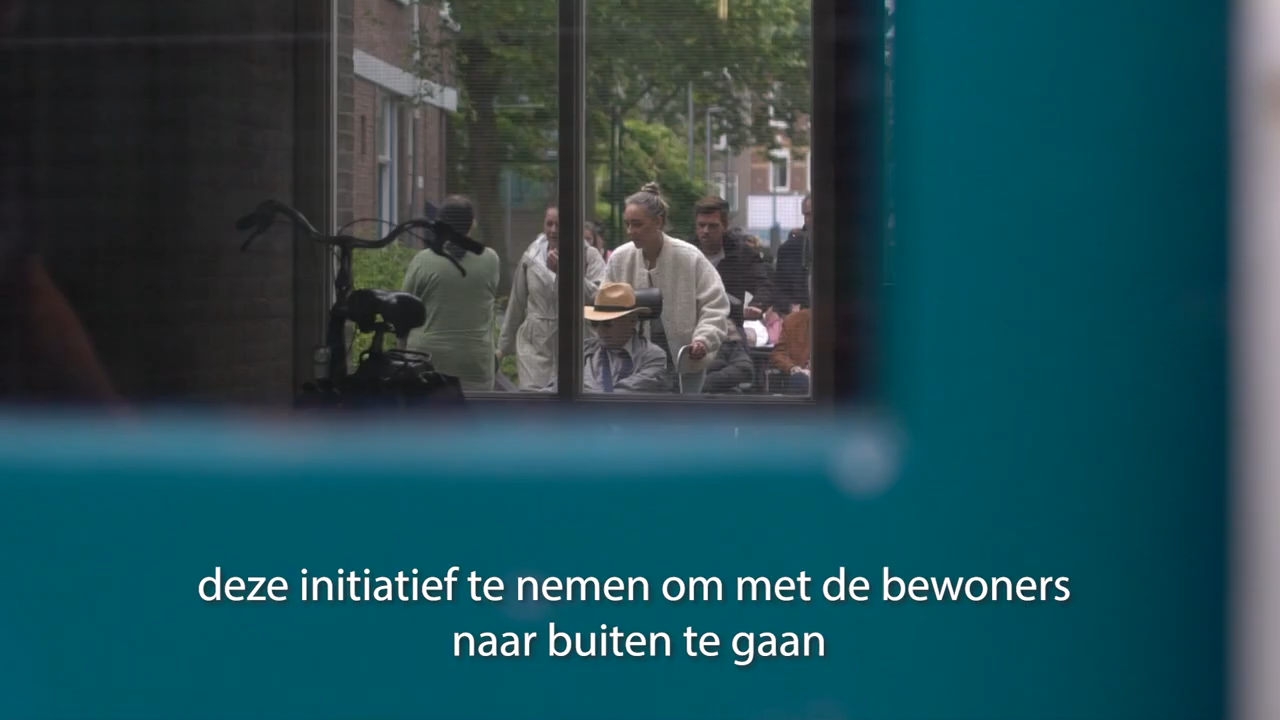 deze initiatief te nemen om met de bewoners
naar buiten te gaan